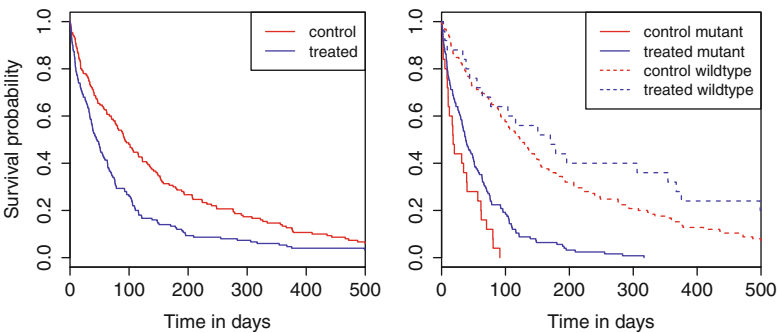 Survival probability
1.0
0.8
0.6
0.4
0.2
0.0
0
100
200
300
400
500
Time in days
control
treated
1.0
0.8
0.6
0.4
0.2
0.0
0
100
200
300
400
500
Time in days
control mutant
treated mutant
control wildtype
treated wildtype